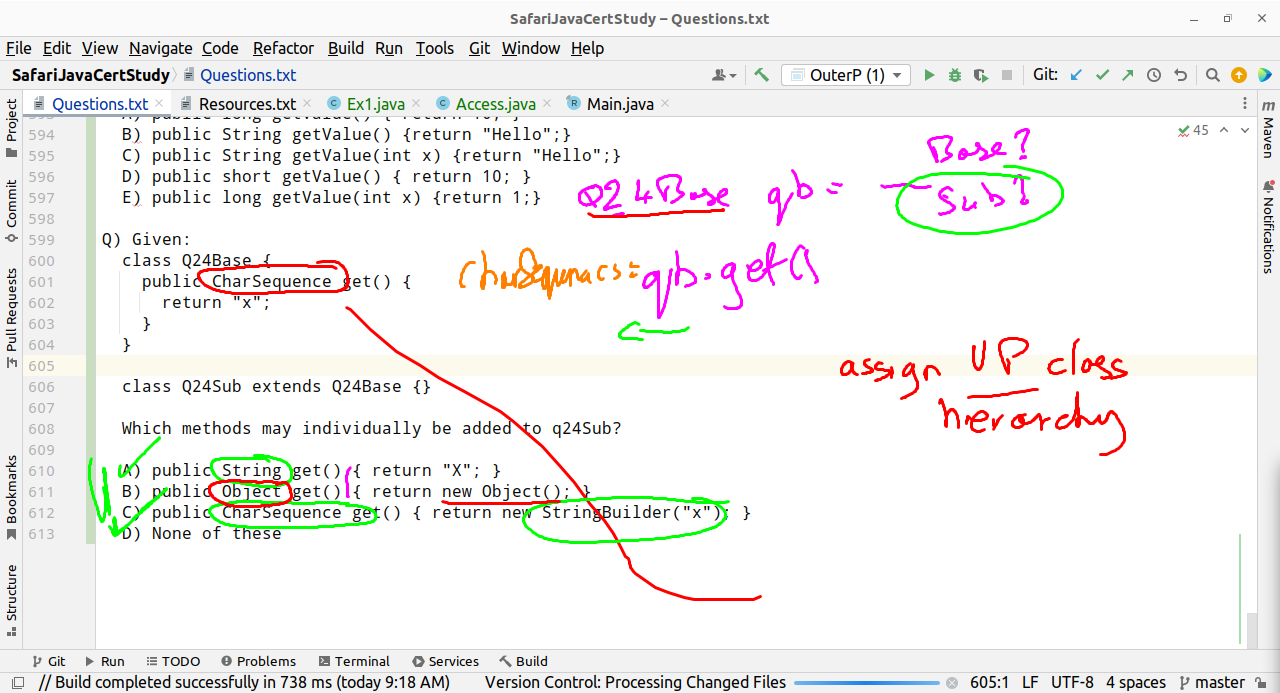 SafariJavaCertStudy – Questions.txt
File Edit View Navigate Code Refactor Build Run Tools Git Window Help
SafariJavaCertStudy Questions.txt OuterP (1) Git:
Questions.txt Resources.txt Ex1.java Access.java Main.java
594 B) public String getValue() {return "Hello";}
595 C) public String getValue(int x) {return "Hello";}
596 D) public short getValue() { return 10; }
597 E) public long getValue(int x) {return 1;}
598
599 Q) Given:
600 class Q24Base {
601 public CharSequence get() {
602 return "x";
603 }
604 }
605
606 class Q24Sub extends Q24Base {}
607
608 Which methods may individually be added to q24Sub?
609
610 A) public String get() { return "X"; }
611 B) public Object get() { return new Object(); }
612 C) public CharSequence get() { return new StringBuilder("x"); }
613 D) None of these
45
Base?
Q24Base qb = Sub?
qb.get()
assign UP class
hierarchy
Project
Commit
Pull Requests
Bookmarks
Structure
Maven
Notifications
Git Run TODO Problems Terminal Services Build
// Build completed successfully in 738 ms (today 9:18 AM) Version Control: Processing Changed Files 605:1 LF UTF-8 4 spaces master